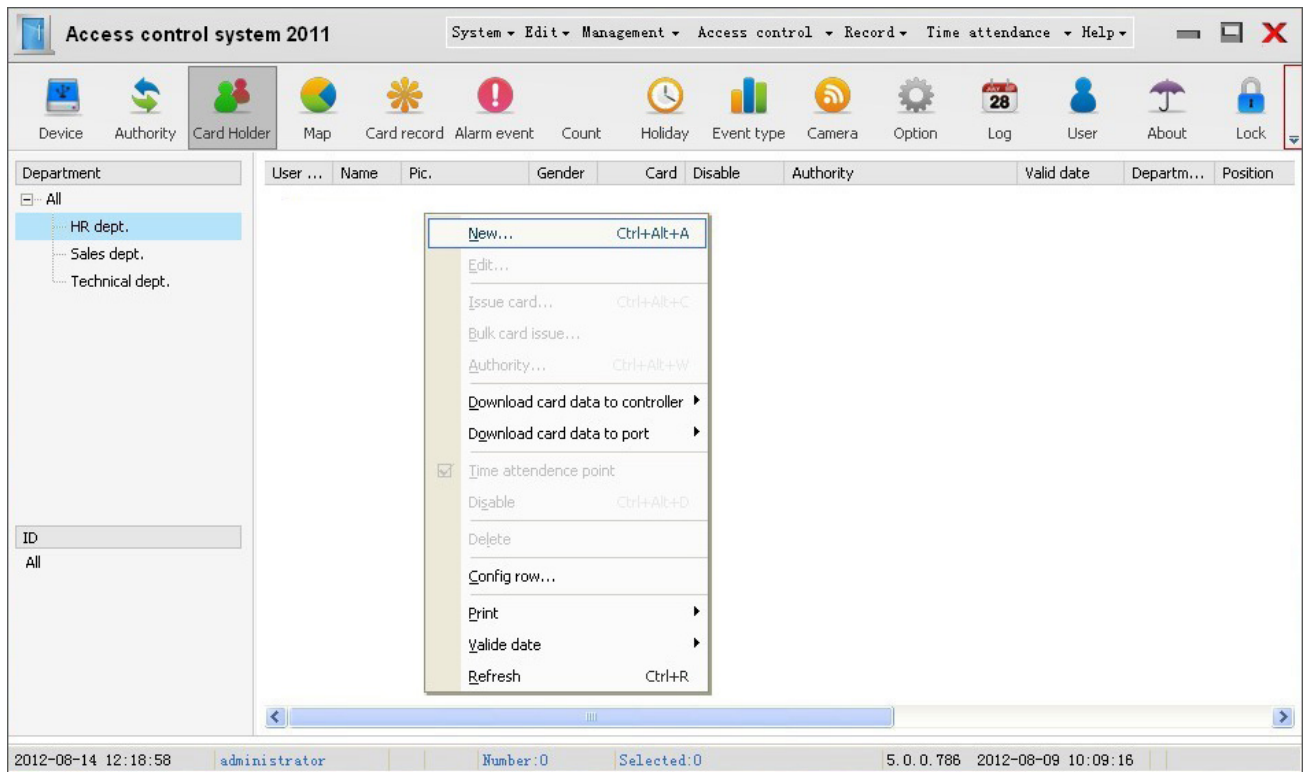 Access control system 2011
System Edit Management Access control Record Time attendance Help
Device Authority Card Holder Map Card record Alarm event Count Holiday Event type Camera Option Log User About Lock
JULY 28
Department
User ... Name Pic. Gender Card Disable Authority Valid date Departm... Position
All
HR dept.
Sales dept.
Technical dept.
New... Ctrl+Alt+A
Edit...
Issue card... Ctrl+Alt+C
Bulk card issue...
Authority... Ctrl+Alt+W
Download card data to controller
Download card data to port
Time attendence point
Disable Ctrl+Alt+D
Delete
Config row...
Print
Valide date
Refresh Ctrl+R
ID
All
2012-08-14 12:18:58 administrator Number:0 Selected:0 5.0.0.786 2012-08-09 10:09:16